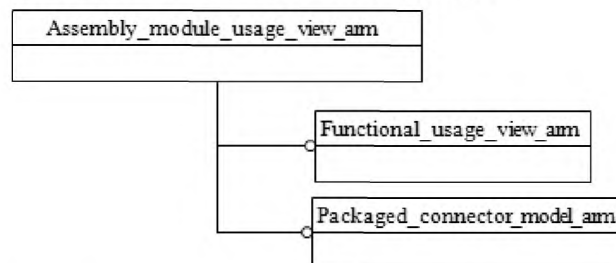 Assembly_module_usage_view_arm
Functional_usage_view_arm
Packaged_connector_model_arm